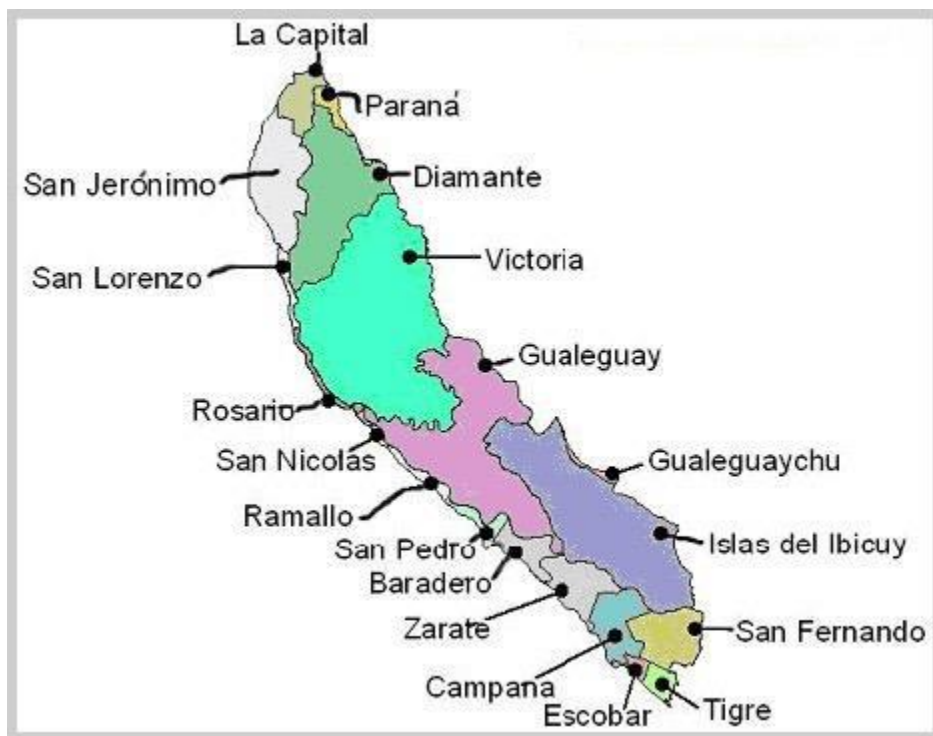 La Capital
Paraná
Diamante
San Jerónimo
Victoria
San Lorenzo
Gualeguay
Rosario
San Nicolás
Gualeguaychu
Ramallo
Islas del Ibicuy
San Pedro
Baradero
Zarate
San Fernando
Campana
Escobar
Tigre